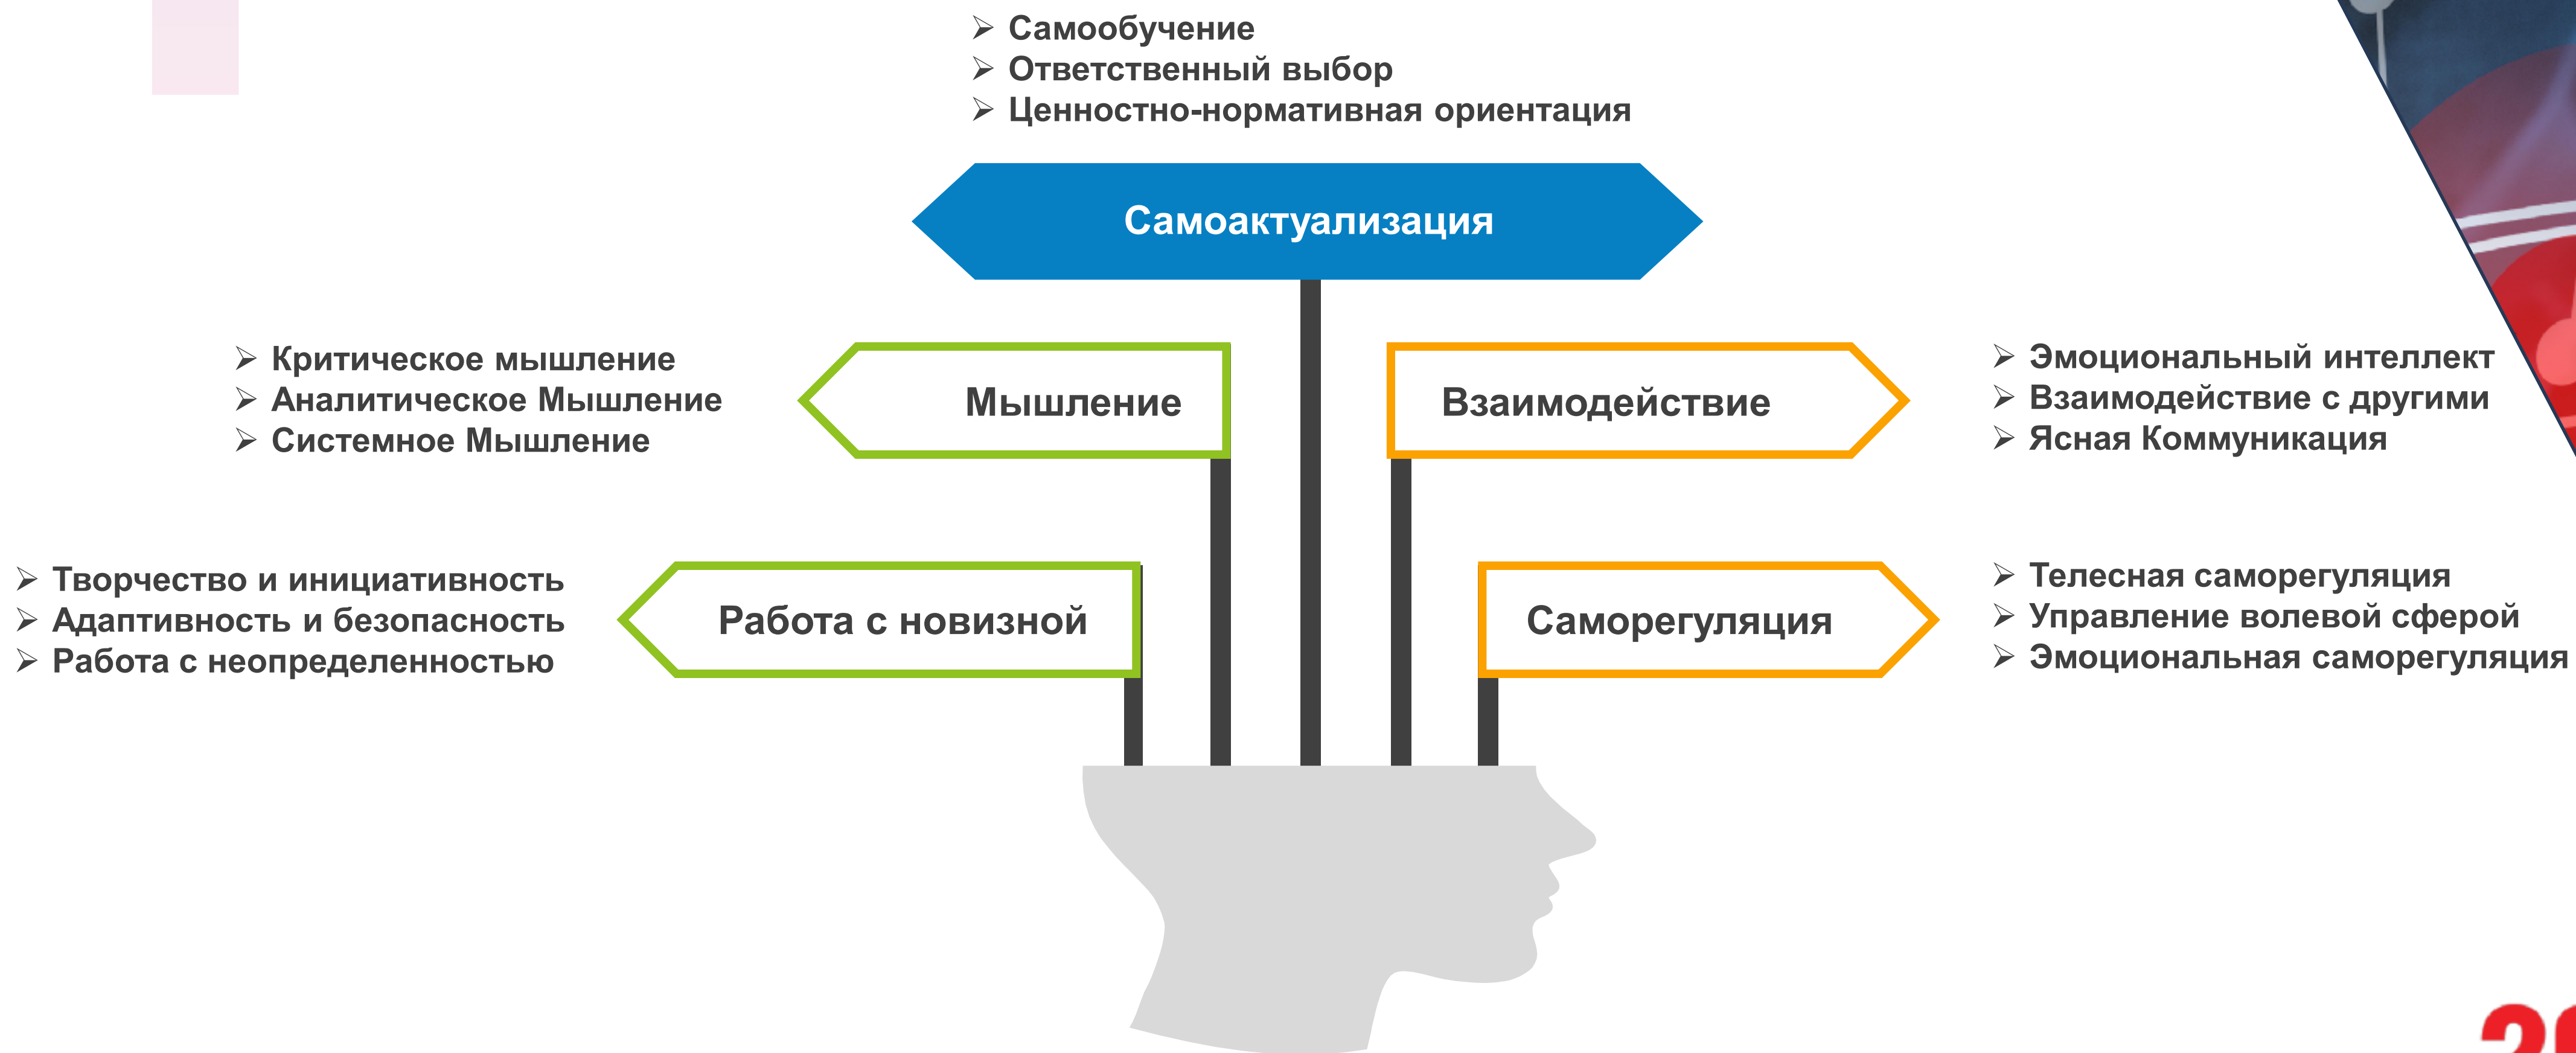 Самообучение
Ответственный выбор
Ценностно-нормативная ориентация
Самоактуализация
Критическое мышление
Аналитическое Мышление
Системное Мышление
Мышление
Взаимодействие
Эмоциональный интеллект
Взаимодействие с другими
Ясная Коммуникация
Творчество и инициативность
Адаптивность и безопасность
Работа с неопределенностью
Работа с новизной
Саморегуляция
Телесная саморегуляция
Управление волевой сферой
Эмоциональная саморегуляция